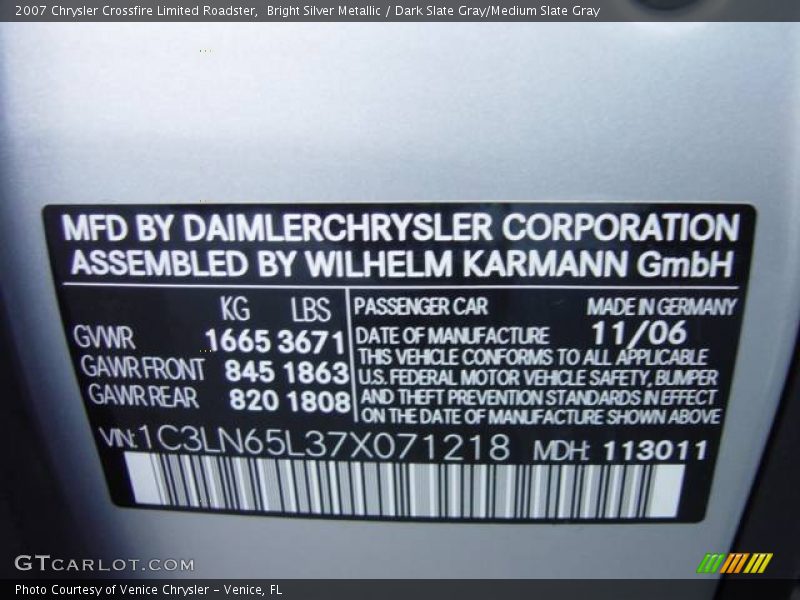 2007 Chrysler Crossfire Limited Roadster,  Bright Silver Metallic / Dark Slate Gray/Medium Slate Gray
MFD BY DAIMLERCHRYSLER CORPORATION
ASSEMBLED BY WILHELM KARMANN GmbH
KG LBS
GVWR 1665 3671
GAWR FRONT 845 1863
GAWR REAR 820 1808
PASSENGER CAR MADE IN GERMANY
DATE OF MANUFACTURE 11/06
THIS VEHICLE CONFORMS TO ALL APPLICABLE
U.S. FEDERAL MOTOR VEHICLE SAFETY, BUMPER
AND THEFT PREVENTION STANDARDS IN EFFECT
ON THE DATE OF MANUFACTURE SHOWN ABOVE
VIN: 1C3LN65L37X071218 MDH: 113011
GTCARLOT.COM
Photo Courtesy of Venice Chrysler - Venice, FL